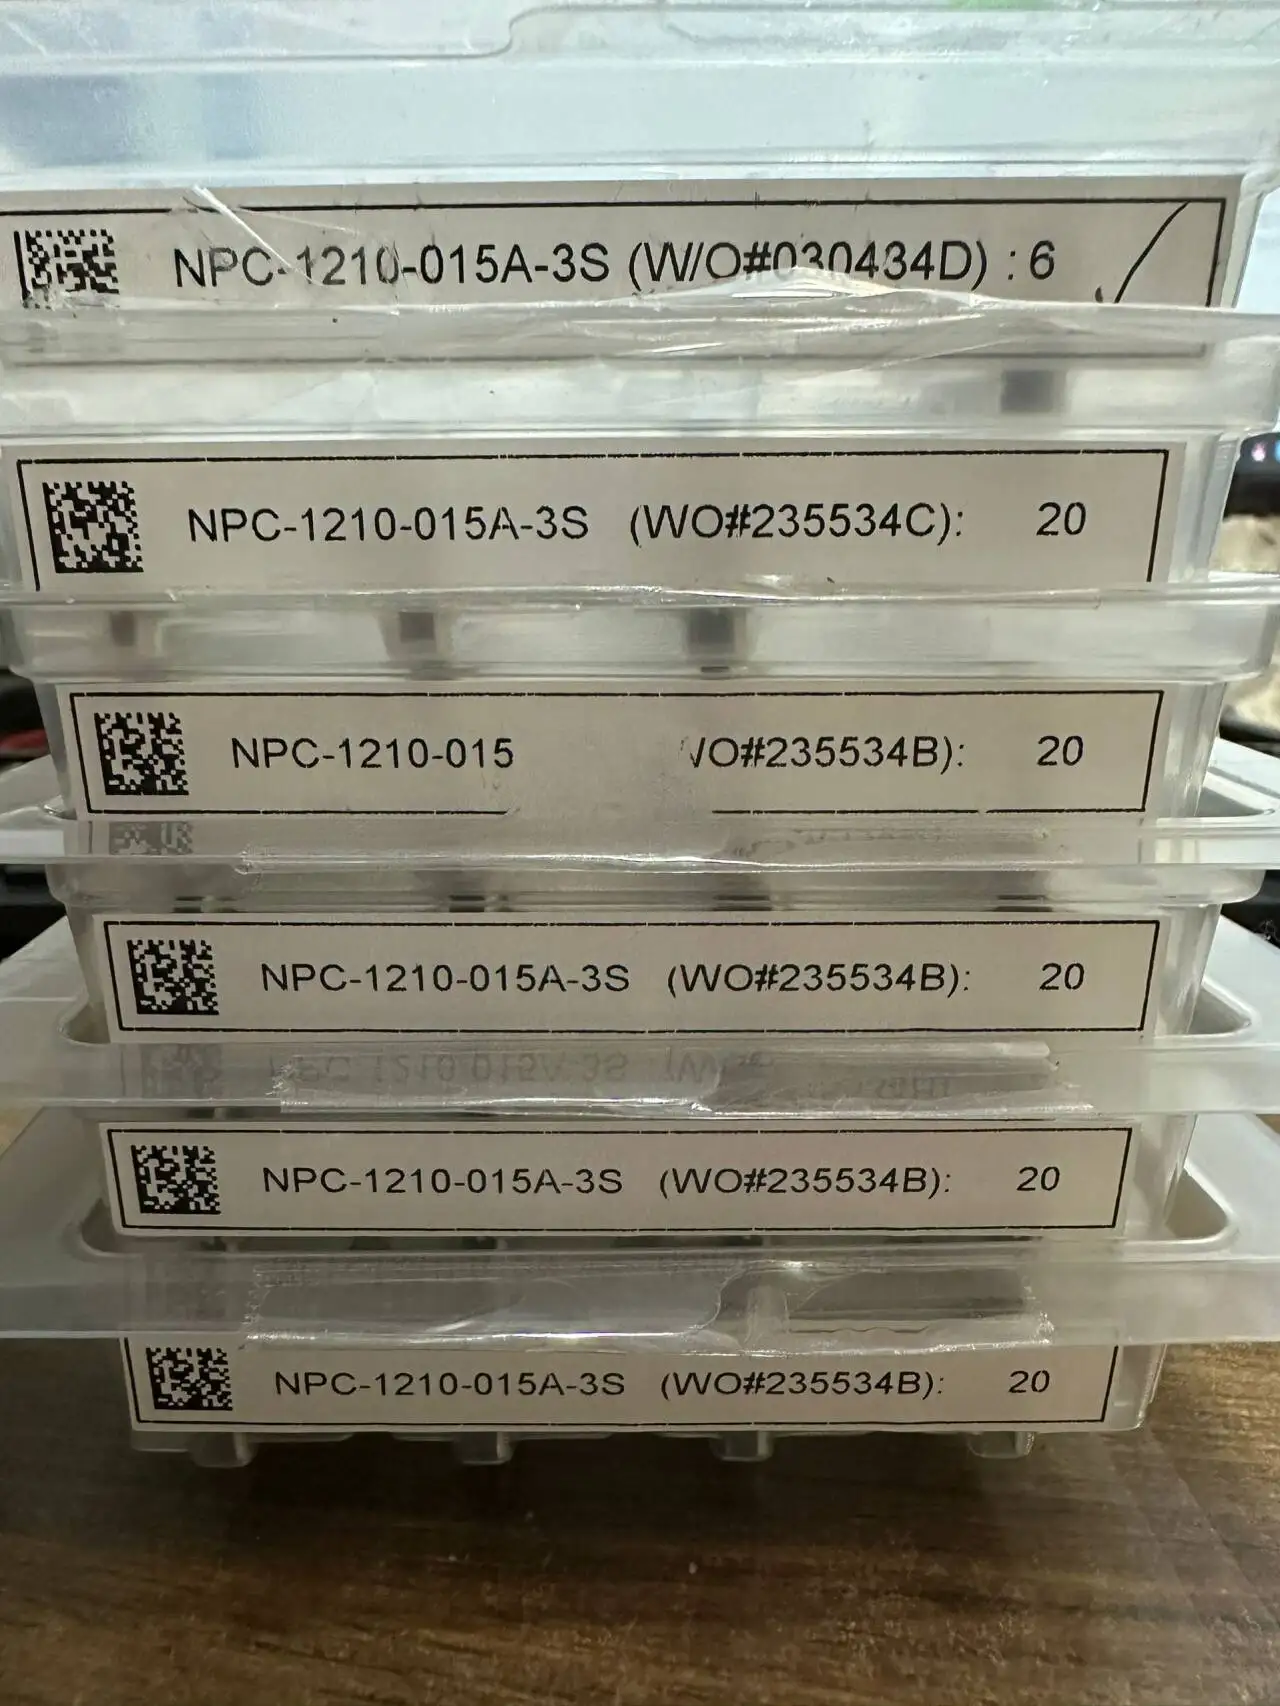 NPC-1210-015A-3S (W/O#030434D) : 6
NPC-1210-015A-3S (WO#235534C): 20
NPC-1210-015 WO#235534B): 20
NPC-1210-015A-3S (WO#235534B): 20
NPC-1210-015A-3S (WO#235534B): 20
NPC-1210-015A-3S (WO#235534B): 20